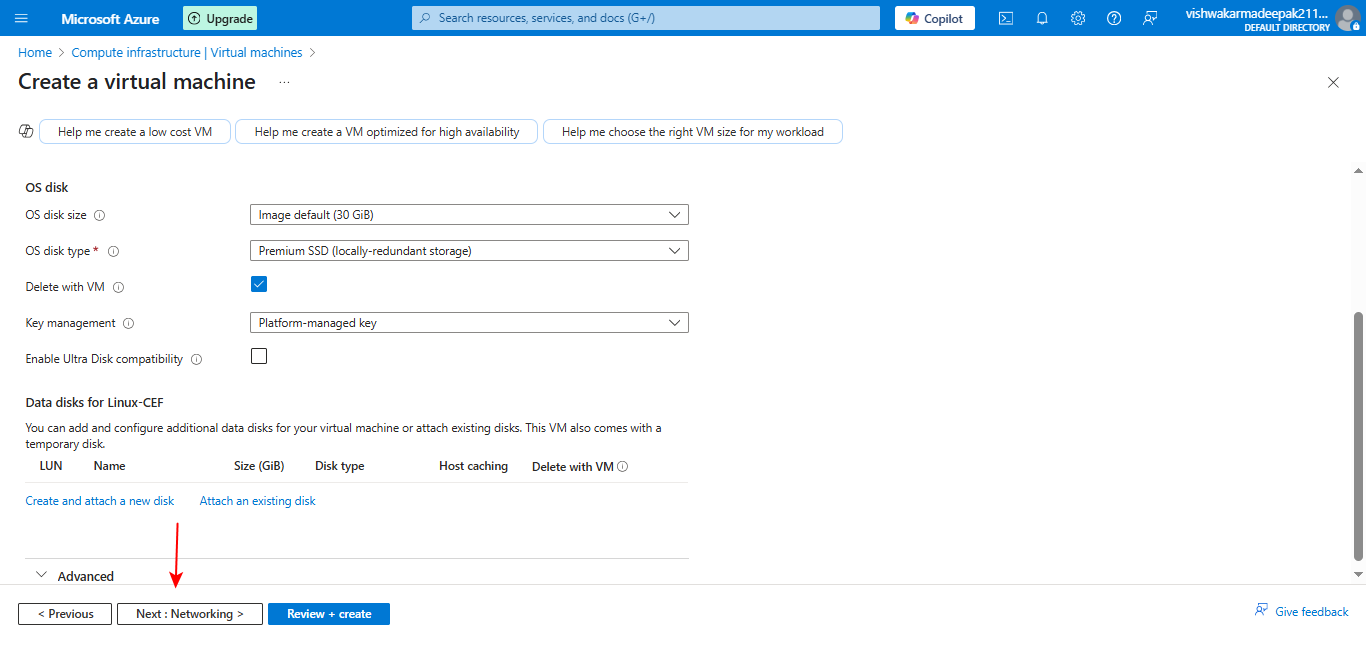 Microsoft Azure
Upgrade
Search resources, services, and docs (G+/)
Copilot
vishwakarmadeepak211...
DEFAULT DIRECTORY
Home > Compute infrastructure | Virtual machines >
Create a virtual machine ...
Help me create a low cost VM
Help me create a VM optimized for high availability
Help me choose the right VM size for my workload
OS disk
OS disk size
Image default (30 GiB)
OS disk type *
Premium SSD (locally-redundant storage)
Delete with VM
Key management
Platform-managed key
Enable Ultra Disk compatibility
Data disks for Linux-CEF
You can add and configure additional data disks for your virtual machine or attach existing disks. This VM also comes with a
temporary disk.
LUN Name Size (GiB) Disk type Host caching Delete with VM
Create and attach a new disk Attach an existing disk
Advanced
< Previous
Next : Networking >
Review + create
Give feedback